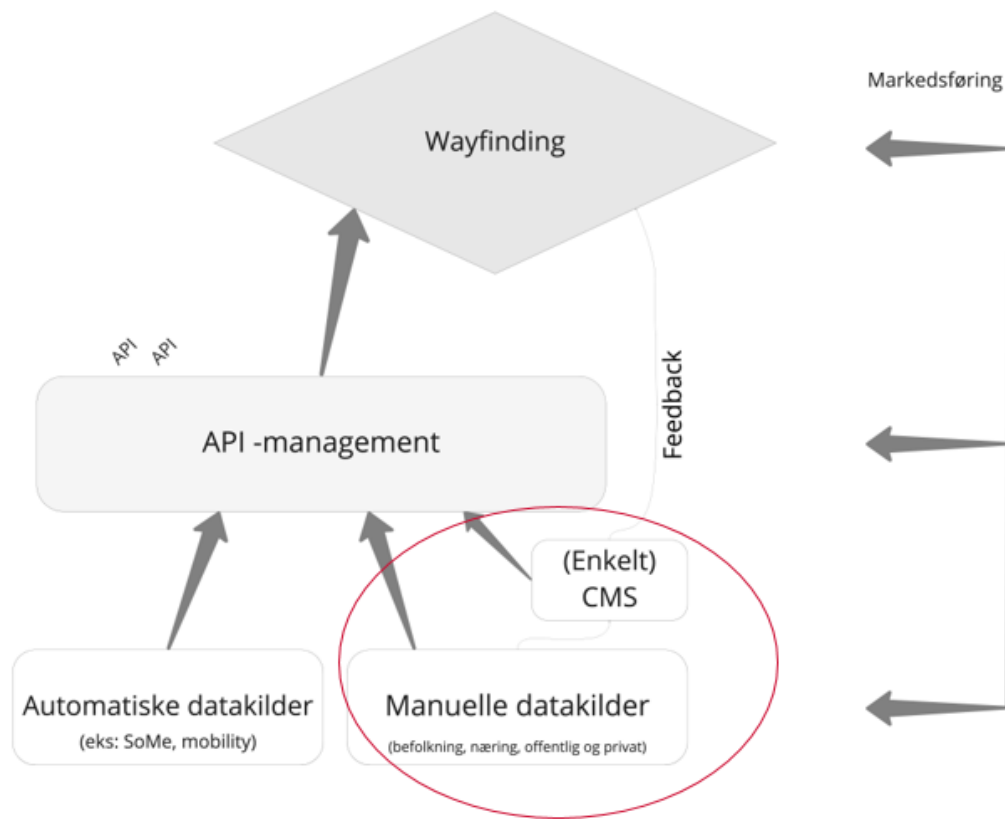 Markedsføring
Wayfinding
API API
Feedback
API -management
(Enkelt)
CMS
Automatiske datakilder
(eks: SoMe, mobility)
Manuelle datakilder
(befolkning, næring, offentlig og privat)